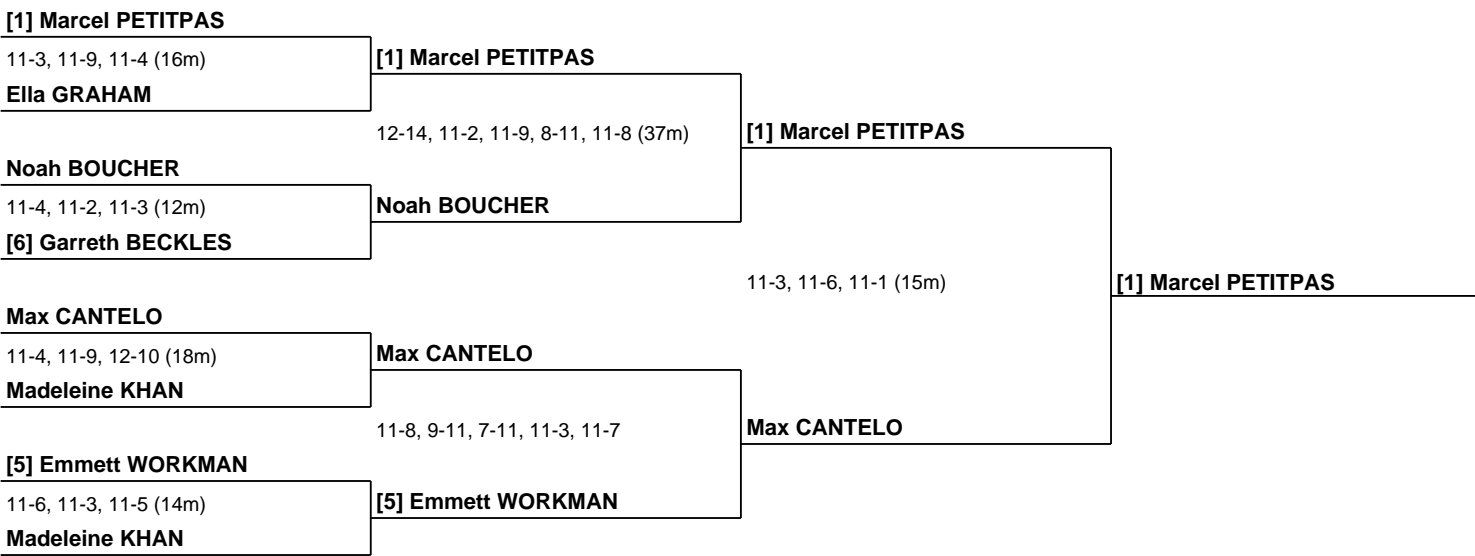 [1] Marcel PETITPAS
11-3, 11-9, 11-4 (16m)
Ella GRAHAM
Noah BOUCHER
11-4, 11-2, 11-3 (12m)
[6] Garreth BECKLES
Max CANTELO
11-4, 11-9, 12-10 (18m)
Madeleine KHAN
[5] Emmett WORKMAN
11-6, 11-3, 11-5 (14m)
Madeleine KHAN
[1] Marcel PETITPAS
12-14, 11-2, 11-9, 8-11, 11-8 (37m)
Noah BOUCHER
Max CANTELO
11-8, 9-11, 7-11, 11-3, 11-7
[5] Emmett WORKMAN
[1] Marcel PETITPAS
11-3, 11-6, 11-1 (15m)
Max CANTELO
[1] Marcel PETITPAS